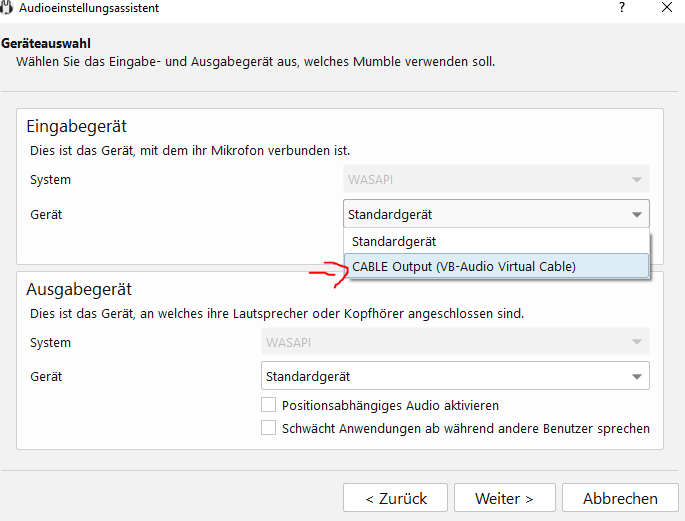 Audioeinstellungsassistent
?
Geräteauswahl
Wählen Sie das Eingabe- und Ausgabegerät aus, welches Mumble verwenden soll.
Eingabegerät
Dies ist das Gerät, mit dem ihr Mikrofon verbunden ist.
System WASAPI
Gerät Standardgerät
Standardgerät
CABLE Output (VB-Audio Virtual Cable)
Ausgabegerät
Dies ist das Gerät, an welches ihre Lautsprecher oder Kopfhörer angeschlossen sind.
System WASAPI
Gerät Standardgerät
Positionsabhängiges Audio aktivieren
Schwächt Anwendungen ab während andere Benutzer sprechen
< Zurück Weiter > Abbrechen